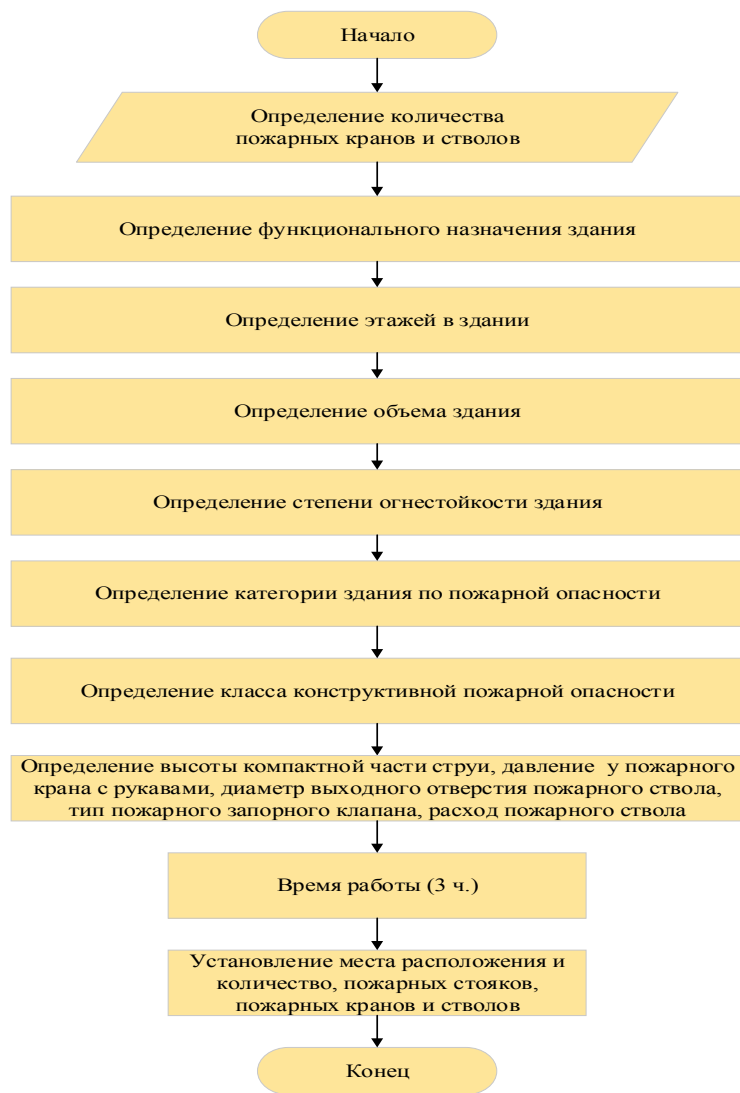 Начало
Определение количества
пожарных кранов и стволов
Определение функционального назначения здания
Определение этажей в здании
Определение объема здания
Определение степени огнестойкости здания
Определение категории здания по пожарной опасности
Определение класса конструктивной пожарной опасности
Определение высоты компактной части струи, давление у пожарного
крана с рукавами, диаметр выходного отверстия пожарного ствола,
тип пожарного запорного клапана, расход пожарного ствола
Время работы (3 ч.)
Установление места расположения и
количество, пожарных стояков,
пожарных кранов и стволов
Конец